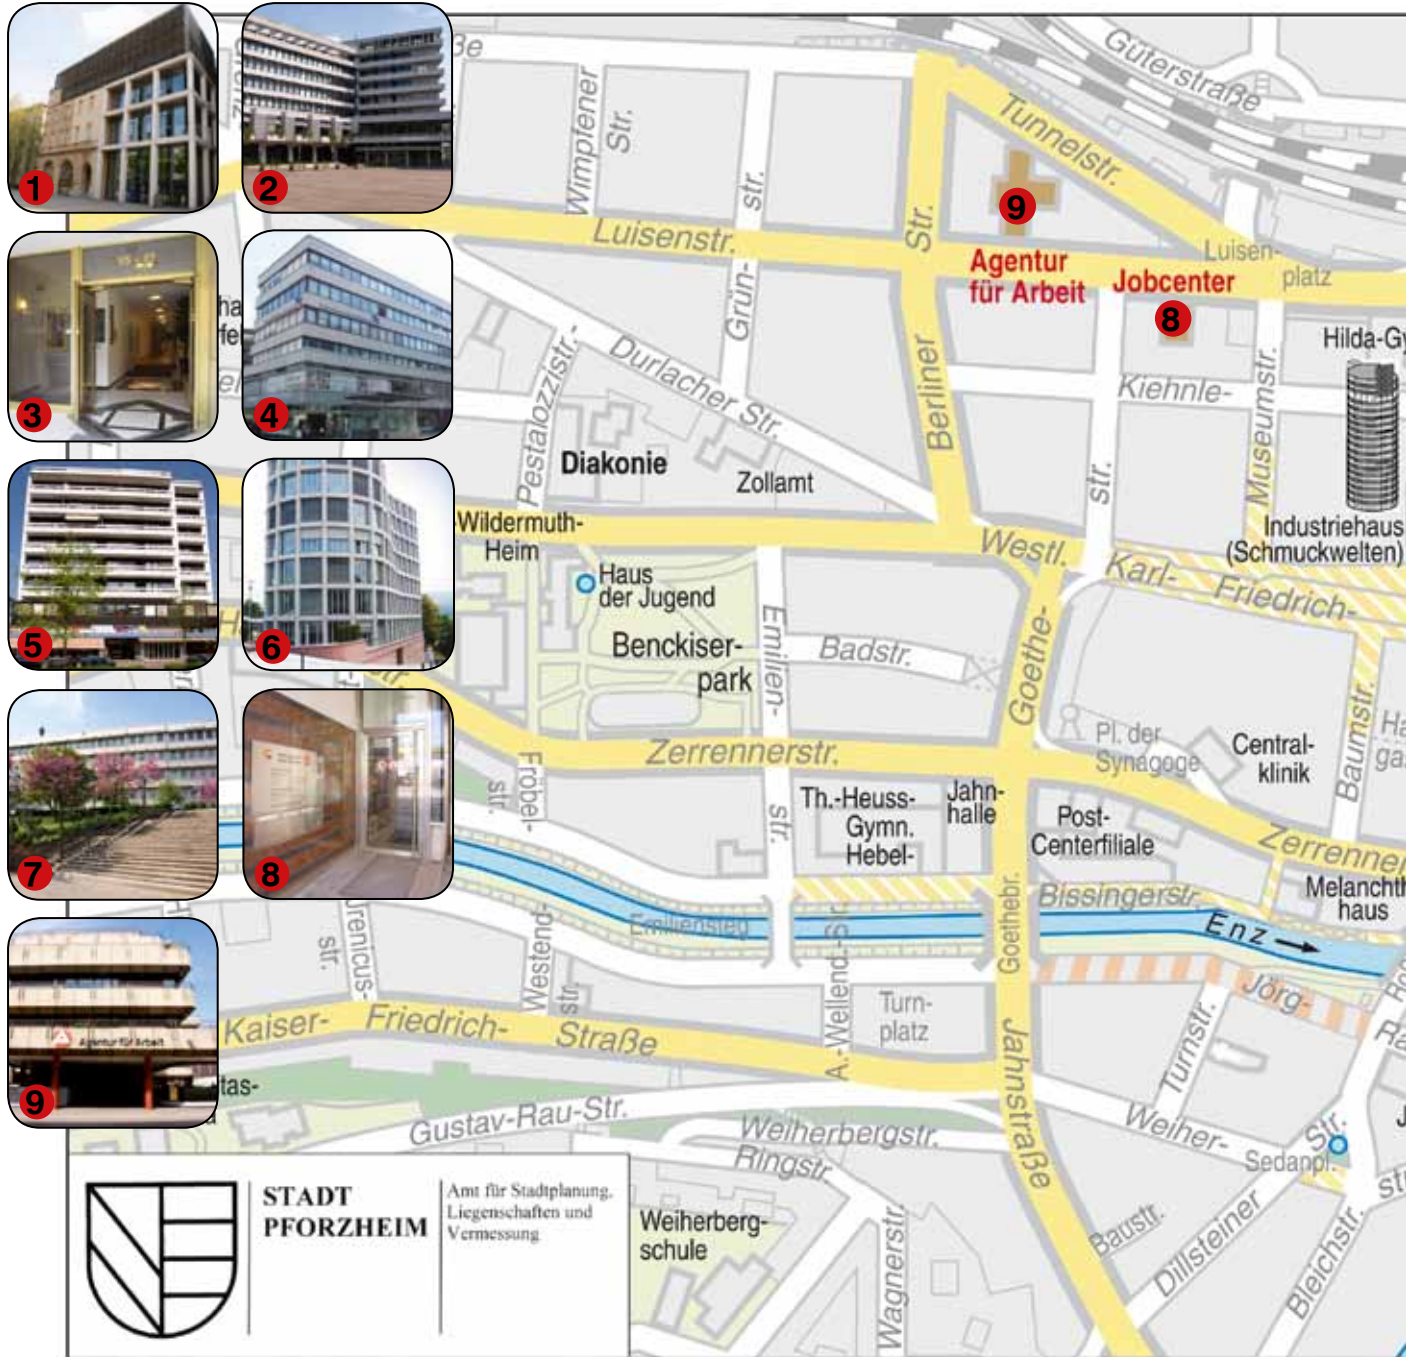 1
2
3
4
5
6
7
8
9
Agentur für Arbeit
ße
Güterstraße
Tunnelstr.
Wimpfener
Str.
Luisenstr.
Grün-
str.
Berliner
Str.
9
Agentur
für Arbeit
Jobcenter
8
Luisen-
platz
Hilda-Gy
Kiehnle-
str.
Museumstr.
Durlacher Str.
Pestalozzistr.
Diakonie
Zollamt
Industriehaus
(Schmuckwelten)
-Wildermuth-
Heim
Haus
der Jugend
Benckiser-
park
Westl.
Karl-
Friedrich-
Emilien-
str.
Badstr.
Goethe-
Zerrennerstr.
Pl. der
Synagoge
Central-
klinik
Baumstr.
Fröbel-
str.
Th.-Heuss-
Gymn.
Hebel-
Jahn-
halle
Post-
Centerfiliale
Zerrenner
Melanchth
haus
Bissingerstr.
Goethebr.
Emiliensteg
Enz
A.-Wellend.-Str.
Westend-
str.
Urenicus-
str.
Turn-
platz
Jörg-
Turnstr.
Kaiser-
Friedrich-
Straße
Jahnstraße
tas-
Gustav-Rau-Str.
Weiherbergstr.
Ringstr.
Weiher-
Str.
Sedanpl.
Weiherberg-
schule
Wagnerstr.
Baustr.
Dillsteiner
Bleichstr.
STADT
PFORZHEIM
Amt für Stadtplanung,
Liegenschaften und
Vermessung